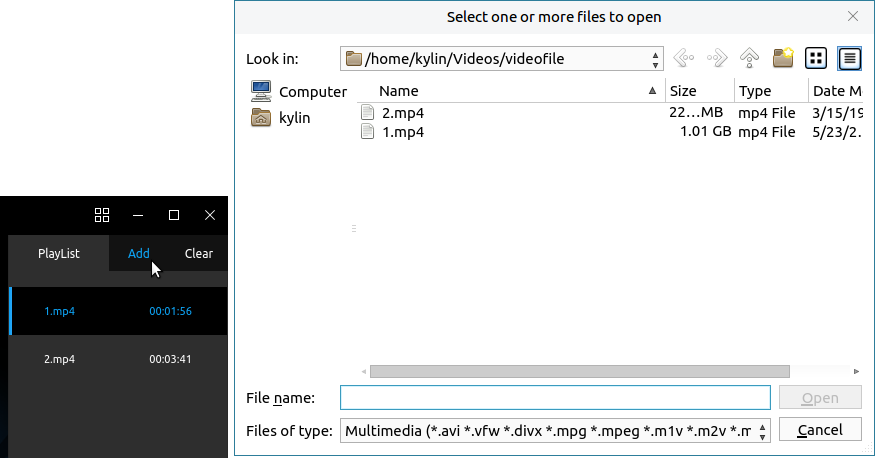 PlayList Add Clear
1.mp4 00:01:56
2.mp4 00:03:41
Select one or more files to open
Look in: /home/kylin/Videos/videofile
Computer
kylin
Name Size Type Date M
2.mp4 22...MB mp4 File 3/15/19
1.mp4 1.01 GB mp4 File 5/23/2...
File name: Open
Files of type: Multimedia (*.avi *.vfw *.divx *.mpg *.mpeg *.m1v *.m2v *.m Cancel